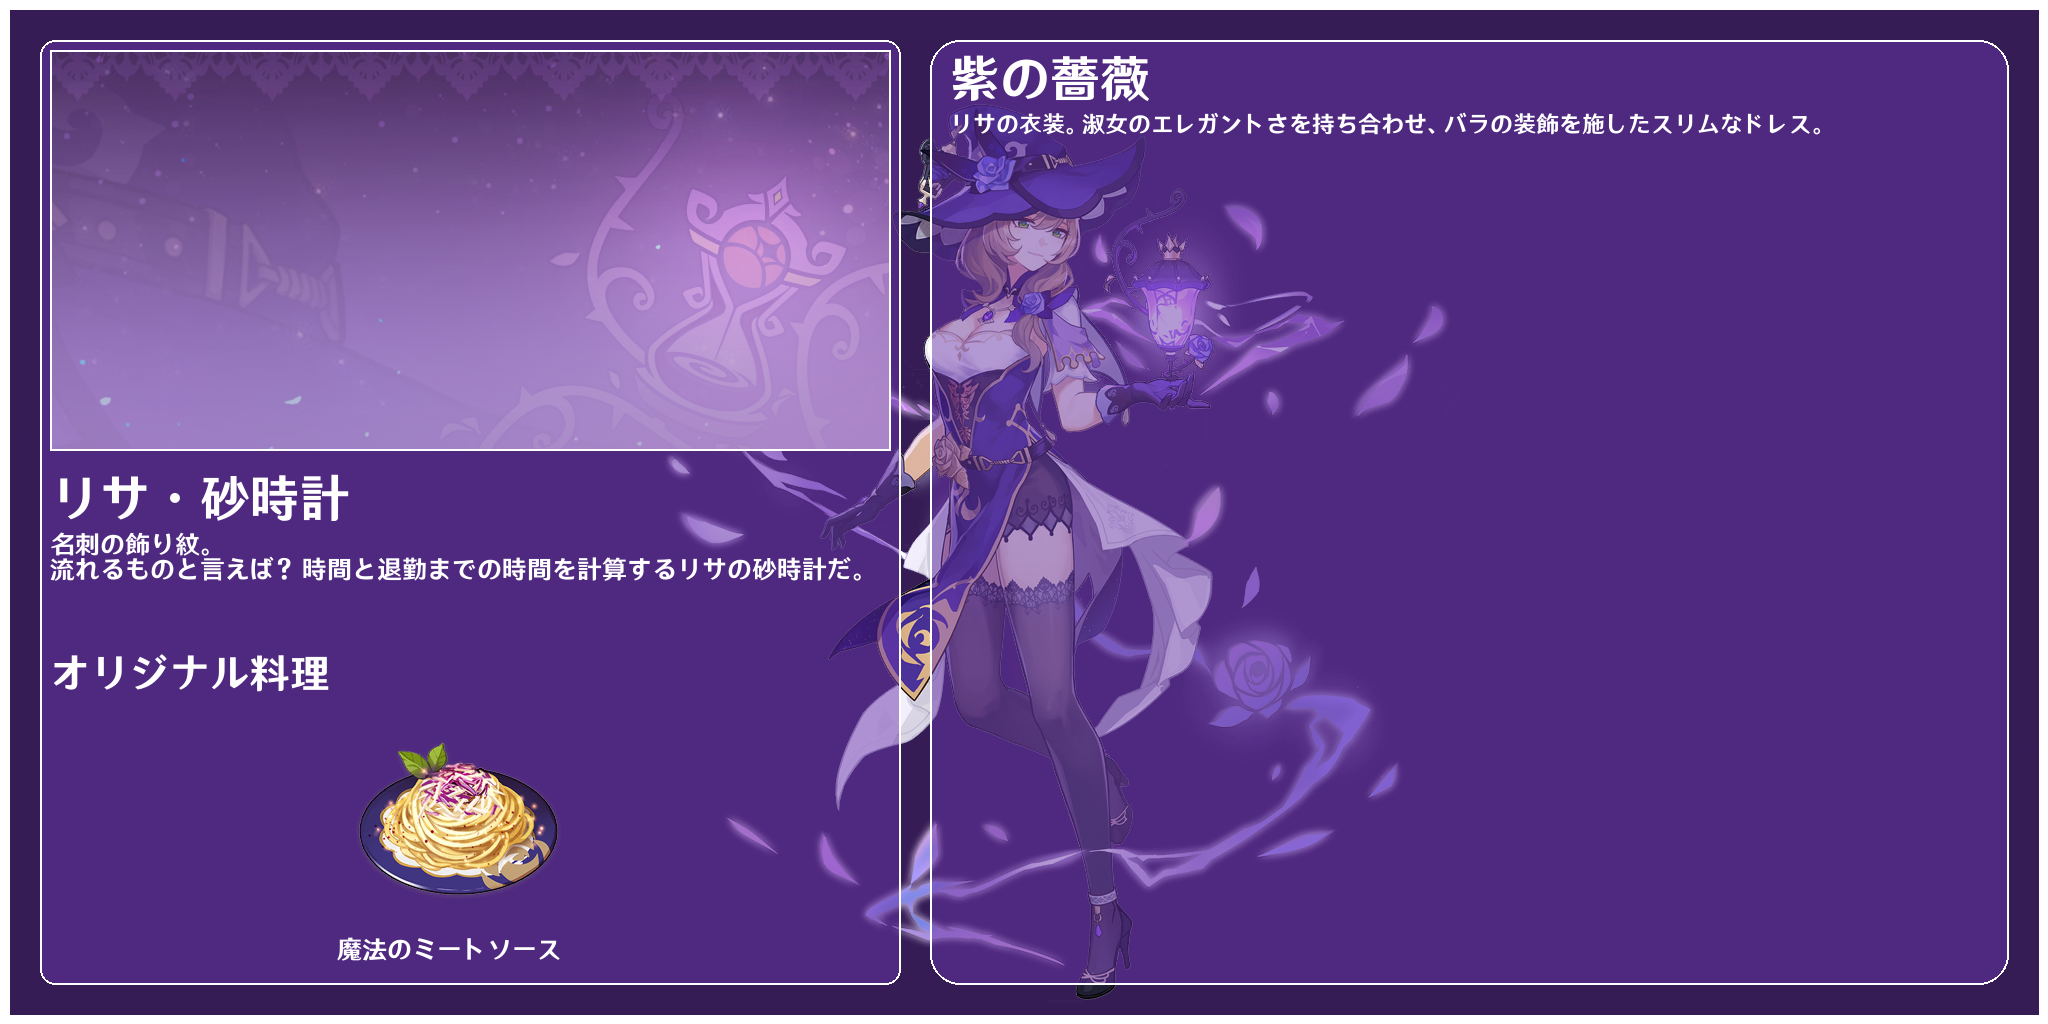 リサ・砂時計
名刺の飾り紋。
流れるものと言えば？ 時間と退勤までの時間を計算するリサの砂時計だ。
オリジナル料理
魔法のミートソース
紫の薔薇
リサの衣装。淑女のエレガントさを持ち合わせ、バラの装飾を施したスリムなドレス。